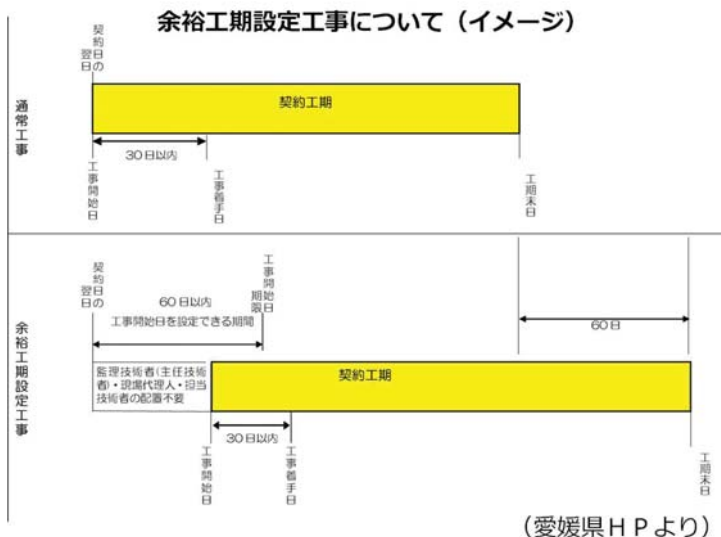 余裕工期設定工事について（イメージ）
通常工事
契約日の
翌日
契約工期
30日以内
工事開始日
工事着手日
工期末日
余裕工期設定工事
契約日の
翌日
60日以内
工事開始日を設定できる期間
工事開始日
期限
60日
監理技術者(主任技術
者)・現場代理人・担当
技術者の配置不要
契約工期
30日以内
工事開始日
工事着手日
工期末日
（愛媛県ＨＰより）